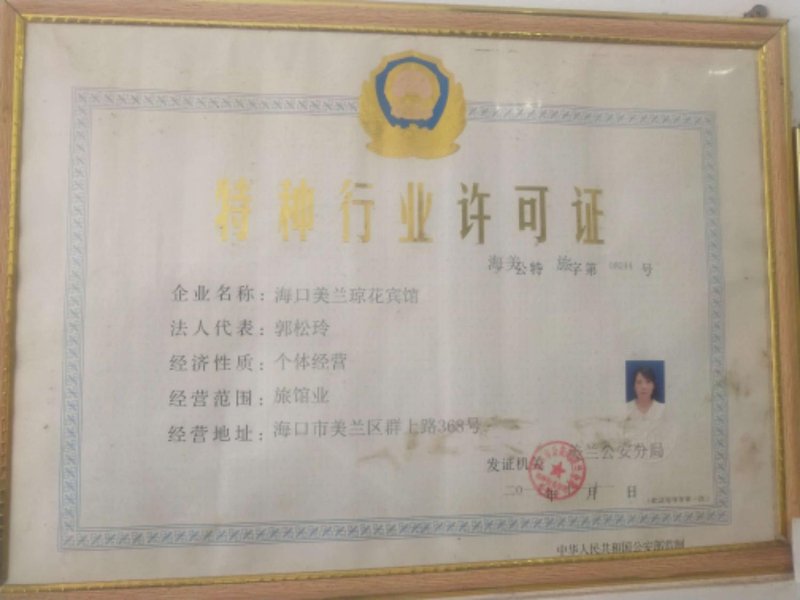 特种行业许可证
海美公特 旅字第 号
企业名称：海口美兰琼花宾馆
法人代表：郭松玲
经济性质：个体经营
经营范围：旅馆业
经营地址：海口市美兰区群上路368号
发证机关 美兰公安分局
二〇一 年 月 日
中华人民共和国公安部监制